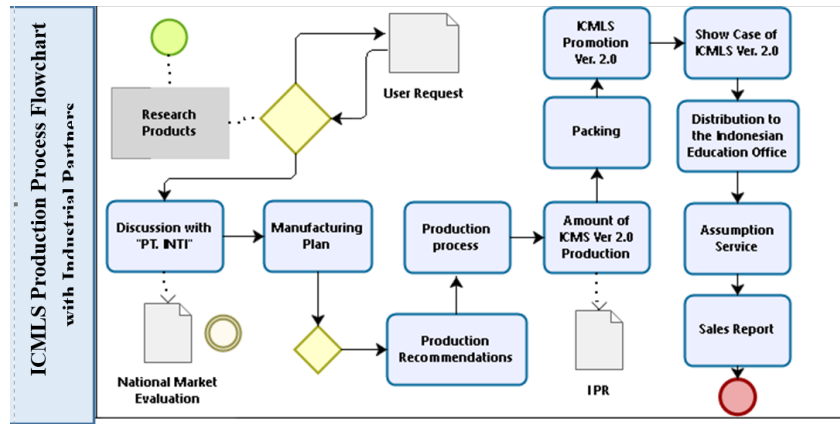 ICMLS Production Process Flowchart
with Industrial Partners
Research
Products
User Request
Discussion with
"PT. INTI"
Manufacturing
Plan
National Market
Evaluation
Production
Recommendations
Production
process
Amount of
ICMS Ver 2.0
Production
IPR
Packing
ICMLS
Promotion
Ver. 2.0
Show Case of
ICMLS Ver. 2.0
Distribution to
the Indonesian
Education Office
Assumption
Service
Sales Report